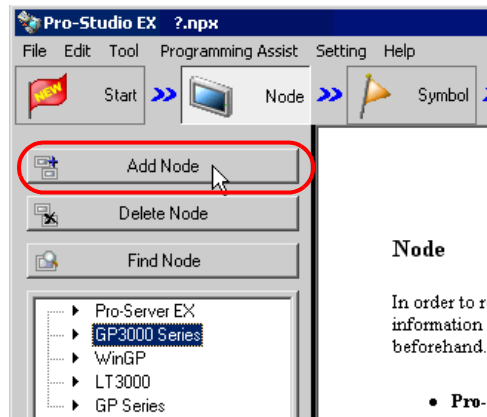 Pro-Studio EX ?.npx
File Edit Tool Programming Assist Setting Help
NEW Start Node Symbol
Add Node
Delete Node
Find Node
Pro-Server EX
GP3000 Series
WinGP
LT3000
GP Series
Node
In order to r
information
beforehand.
• Pro-